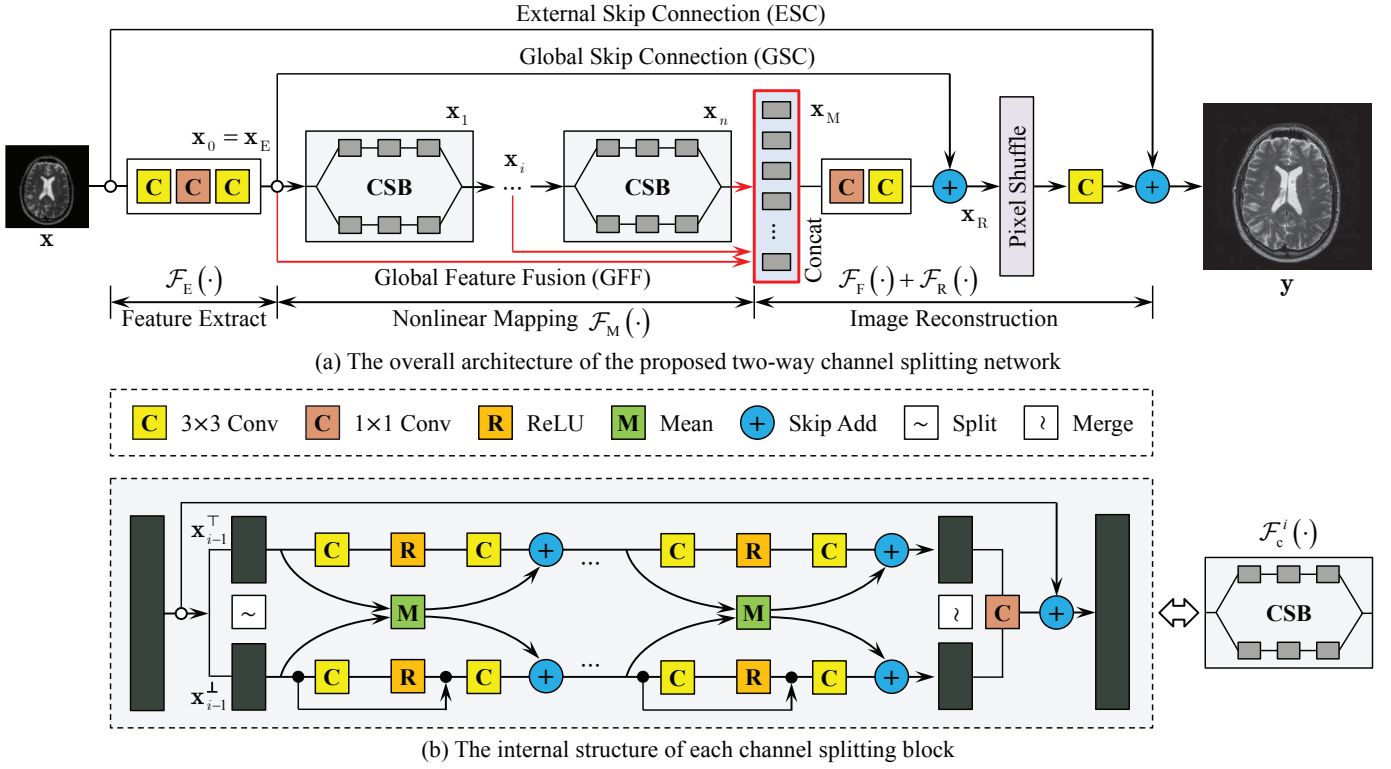 External Skip Connection (ESC)
Global Skip Connection (GSC)
x₀ = x_E
x₁
x_i
x_n
x_M
x
C C C
CSB
...
CSB
...
Concat
C C
+
x_R
Pixel Shuffle
C
+
y
Global Feature Fusion (GFF)
𝓕_E(·)
𝓕_F(·) + 𝓕_R(·)
Feature Extract
Nonlinear Mapping 𝓕_M(·)
Image Reconstruction
(a) The overall architecture of the proposed two-way channel splitting network
C 3×3 Conv C 1×1 Conv R ReLU M Mean + Skip Add ~ Split ≀ Merge
x_{i−1}^⊤
C R C + ... C R C +
~ M M ≀ C +
C R C + ... C R C +
x_{i−1}^⊥
𝓕_c^i(·)
CSB
(b) The internal structure of each channel splitting block